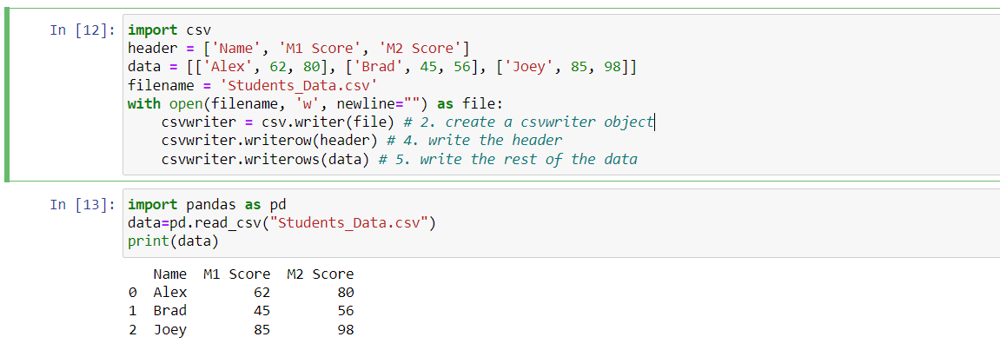 In [12]: import csv
header = ['Name', 'M1 Score', 'M2 Score']
data = [['Alex', 62, 80], ['Brad', 45, 56], ['Joey', 85, 98]]
filename = 'Students_Data.csv'
with open(filename, 'w', newline="") as file:
    csvwriter = csv.writer(file) # 2. create a csvwriter object
    csvwriter.writerow(header) # 4. write the header
    csvwriter.writerows(data) # 5. write the rest of the data
In [13]: import pandas as pd
data=pd.read_csv("Students_Data.csv")
print(data)
   Name  M1 Score  M2 Score
0  Alex        62        80
1  Brad        45        56
2  Joey        85        98